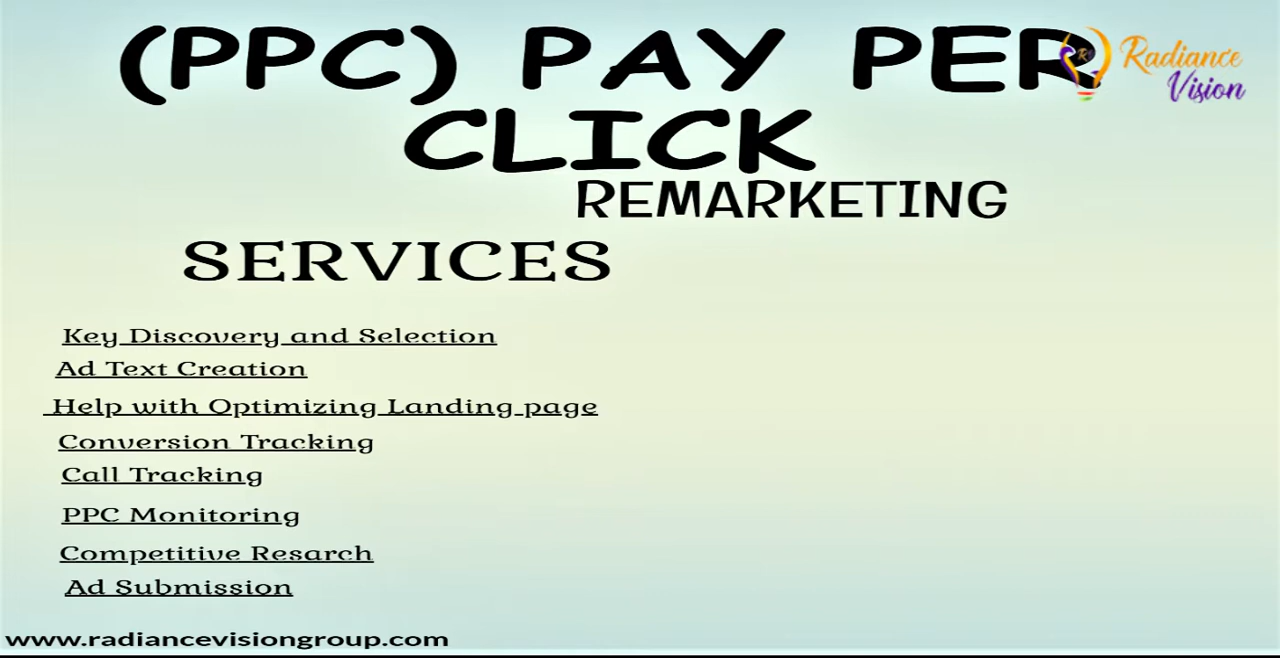 (PPC) PAY PER
Radiance
Vision
CLICK
REMARKETING
SERVICES
Key Discovery and Selection
Ad Text Creation
Help with Optimizing Landing page
Conversion Tracking
Call Tracking
PPC Monitoring
Competitive Resarch
Ad Submission
www.radiancevisiongroup.com